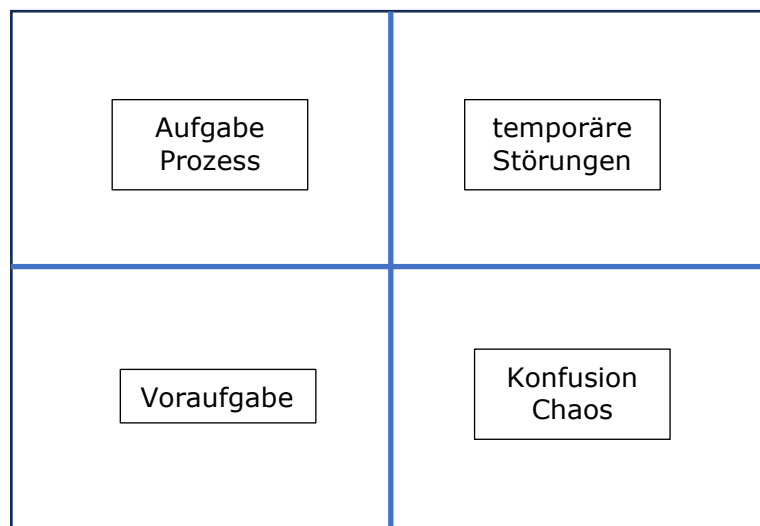 Aufgabe
Prozess
temporäre
Störungen
Voraufgabe
Konfusion
Chaos